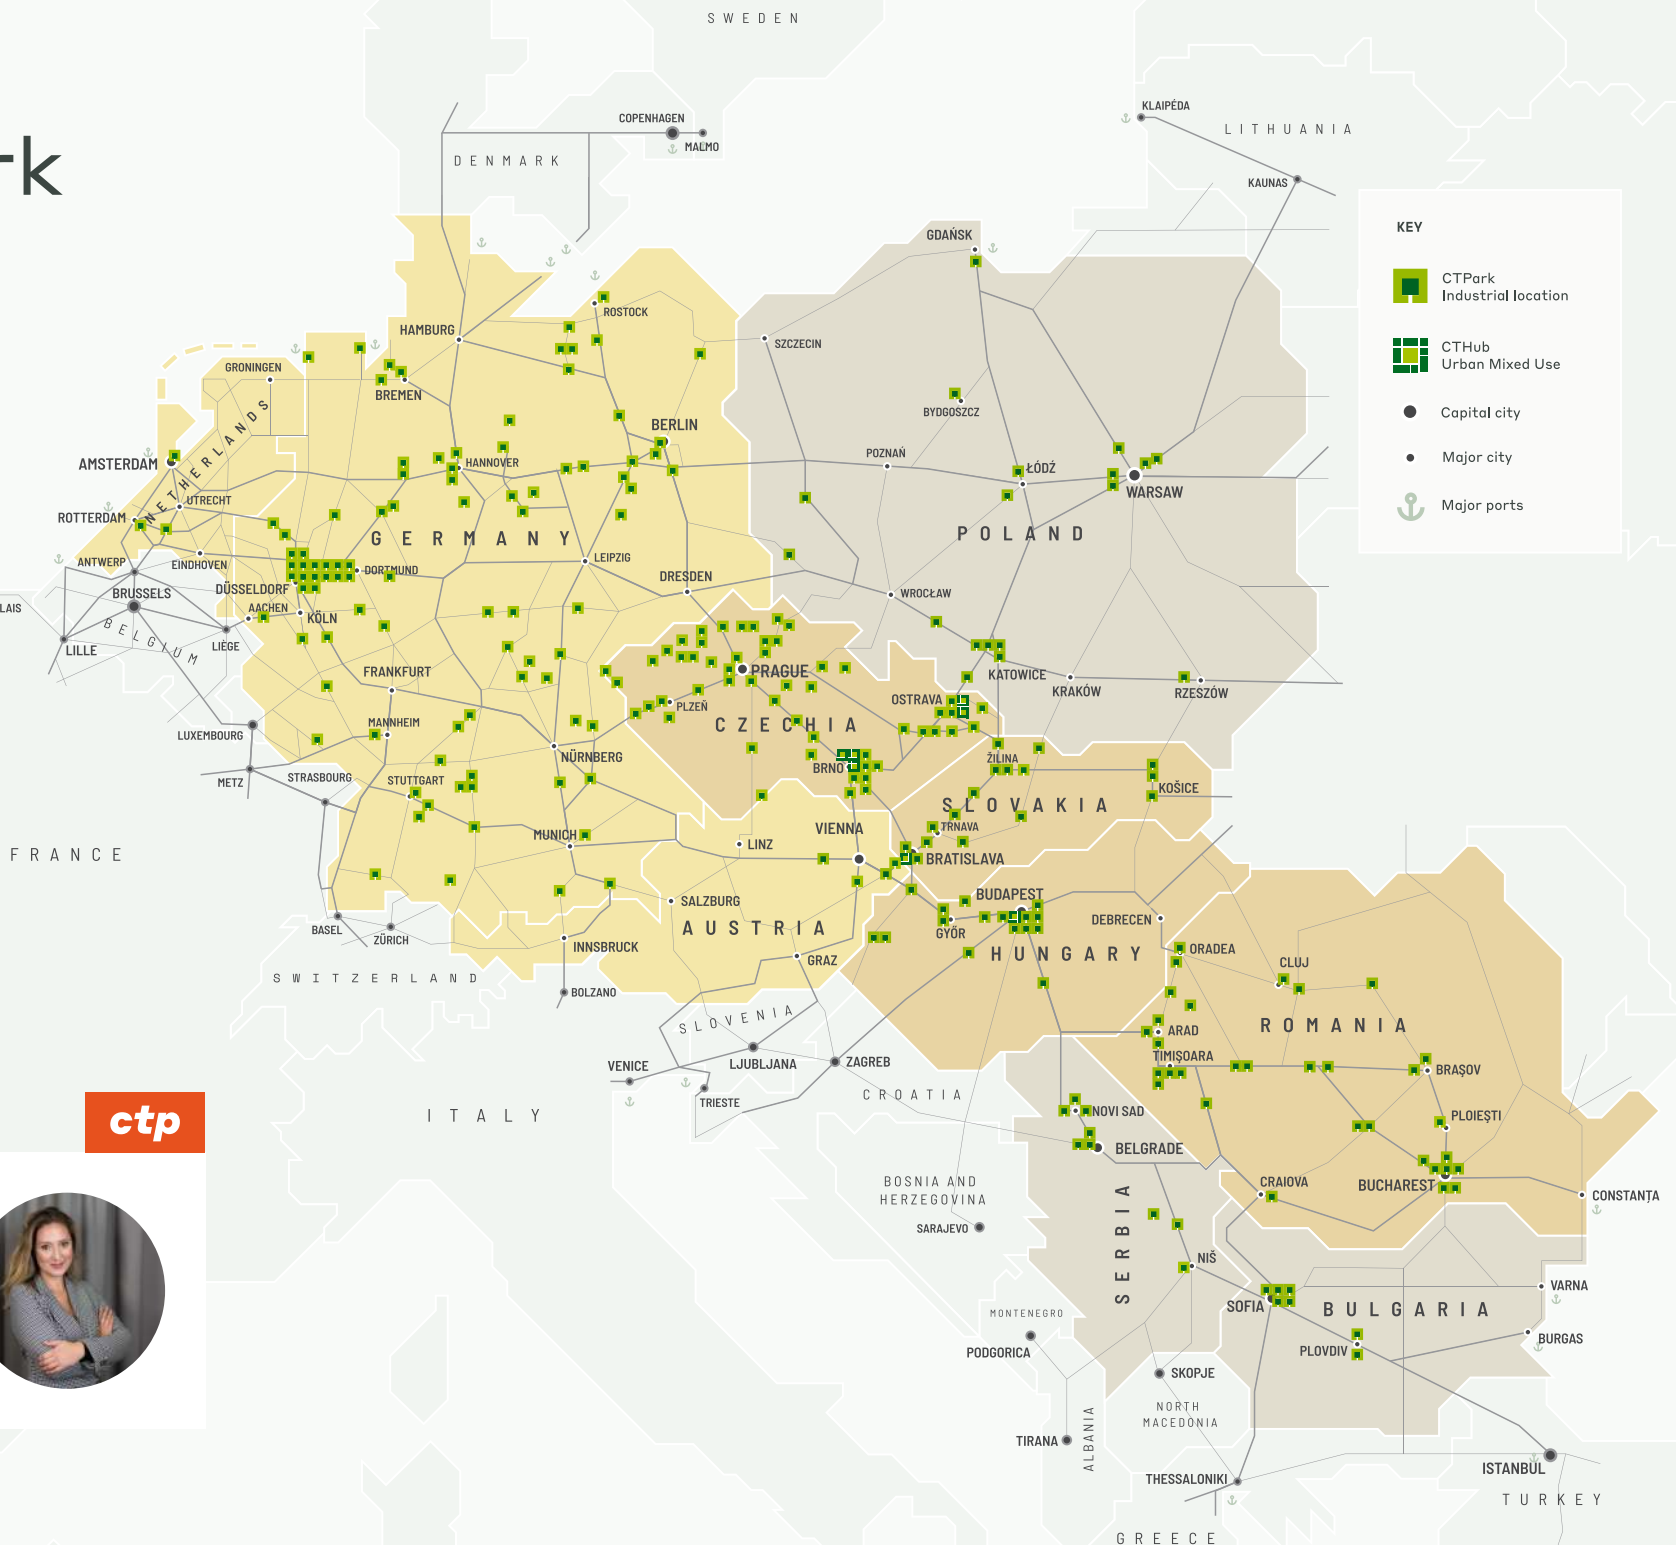 SWEDEN
KLAIPÉDA
LITHUANIA
COPENHAGEN
MALMO
DENMARK
KAUNAS
rk
KEY
CTPark
Industrial location
CTHub
Urban Mixed Use
Capital city
Major city
Major ports
GDAŃSK
ROSTOCK
HAMBURG
SZCZECIN
GRONINGEN
BREMEN
BYDGOSZCZ
BERLIN
NETHERLANDS
AMSTERDAM
HANNOVER
POZNAŃ
ŁÓDŹ
WARSAW
UTRECHT
ROTTERDAM
GERMANY
POLAND
ANTWERP
EINDHOVEN
DORTMUND
LEIPZIG
DRESDEN
BRUSSELS
DÜSSELDORF
WROCŁAW
LAIS
AACHEN
KÖLN
BELGIUM
LIÈGE
LILLE
FRANKFURT
PRAGUE
KATOWICE
KRAKÓW
RZESZÓW
OSTRAVA
PLZEŇ
CZECHIA
LUXEMBOURG
MANNHEIM
NÜRNBERG
ŽILINA
BRNO
METZ
STRASBOURG
STUTTGART
KOŠICE
SLOVAKIA
TRNAVA
VIENNA
MUNICH
LINZ
FRANCE
BRATISLAVA
BUDAPEST
SALZBURG
DEBRECEN
BASEL
ZÜRICH
AUSTRIA
GYŐR
HUNGARY
ORADEA
INNSBRUCK
GRAZ
CLUJ
SWITZERLAND
BOLZANO
SLOVENIA
ROMANIA
ARAD
TIMIȘOARA
VENICE
LJUBLJANA
ZAGREB
BRAȘOV
TRIESTE
CROATIA
NOVI SAD
PLOIEȘTI
ITALY
ctp
BELGRADE
BOSNIA AND
HERZEGOVINA
CRAIOVA
BUCHAREST
CONSTANȚA
SARAJEVO
SERBIA
NIŠ
VARNA
SOFIA
BULGARIA
MONTENEGRO
PODGORICA
PLOVDIV
BURGAS
SKOPJE
NORTH
MACEDONIA
TIRANA
ALBANIA
THESSALONIKI
ISTANBUL
TURKEY
GREECE